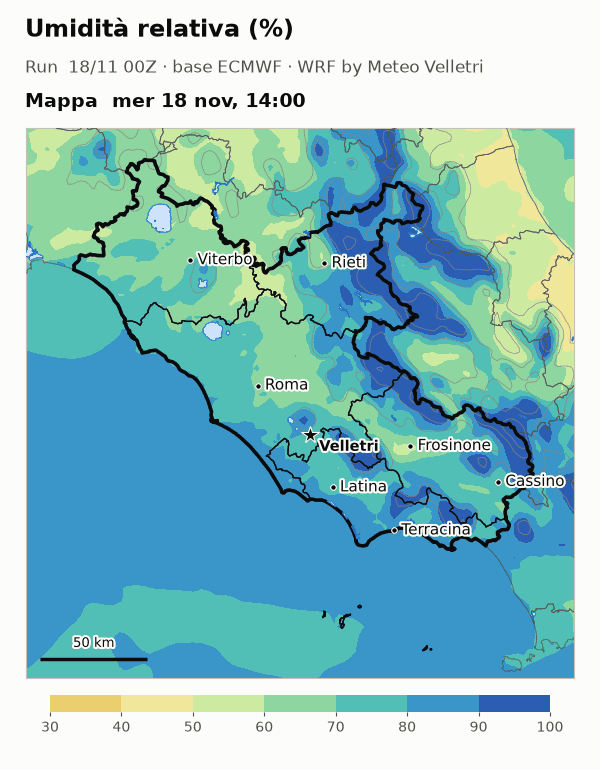 Umidità relativa (%)
Run  18/11 00Z · base ECMWF · WRF by Meteo Velletri
Mappa  mer 18 nov, 14:00
Viterbo
Rieti
Roma
Velletri
Frosinone
Latina
Cassino
Terracina
50 km
30 40 50 60 70 80 90 100